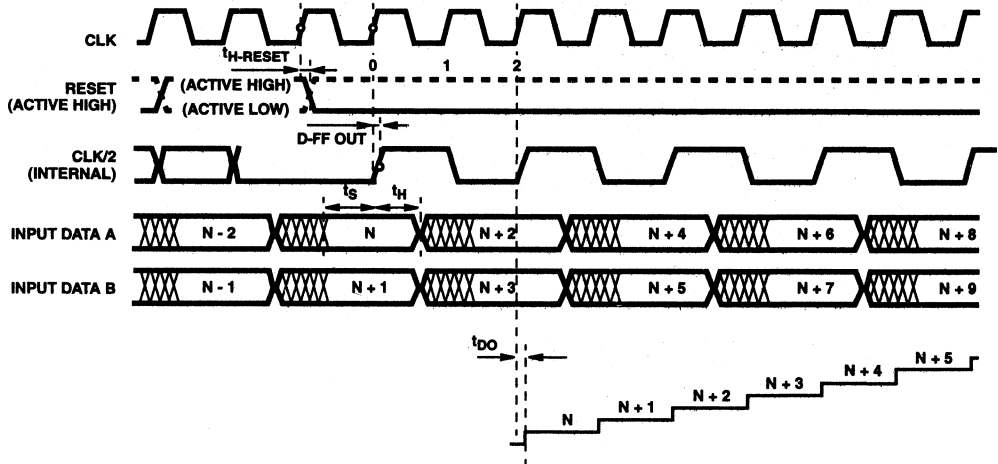 CLK
tH-RESET
0 1 2
RESET
(ACTIVE HIGH)
(ACTIVE HIGH)
(ACTIVE LOW)
D-FF OUT
CLK/2
(INTERNAL)
tS tH
INPUT DATA A N - 2 N N + 2 N + 4 N + 6 N + 8
INPUT DATA B N - 1 N + 1 N + 3 N + 5 N + 7 N + 9
tDO
N N + 1 N + 2 N + 3 N + 4 N + 5